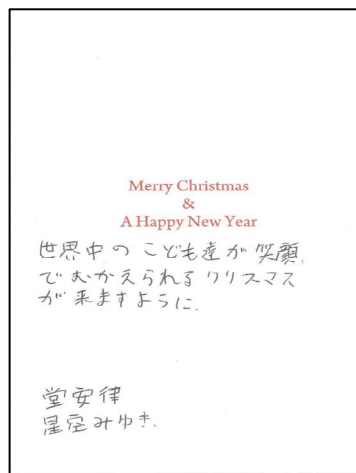 Merry Christmas
&
A Happy New Year
世界中のこども達が笑顔
でむかえられるクリスマス
が来ますように.
堂安律
星空みゆき.